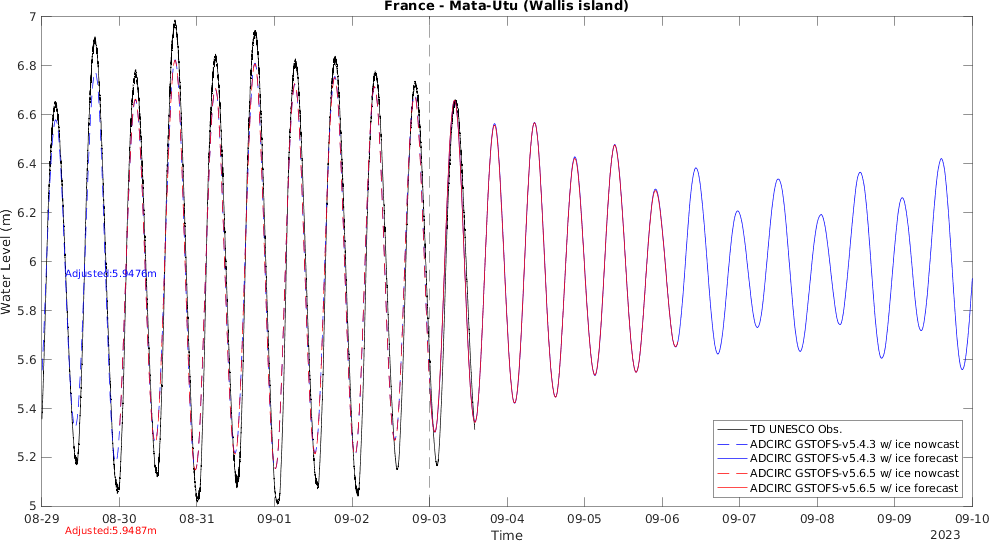 France - Mata-Utu (Wallis island)
Water Level (m)
7
6.8
6.6
6.4
6.2
6
5.8
5.6
5.4
5.2
5
Adjusted:5.9476m
TD UNESCO Obs.
ADCIRC GSTOFS-v5.4.3 w/ ice nowcast
ADCIRC GSTOFS-v5.4.3 w/ ice forecast
ADCIRC GSTOFS-v5.6.5 w/ ice nowcast
ADCIRC GSTOFS-v5.6.5 w/ ice forecast
08-29 08-30 08-31 09-01 09-02 09-03 09-04 09-05 09-06 09-07 09-08 09-09 09-10
Adjusted:5.9487m
Time
2023